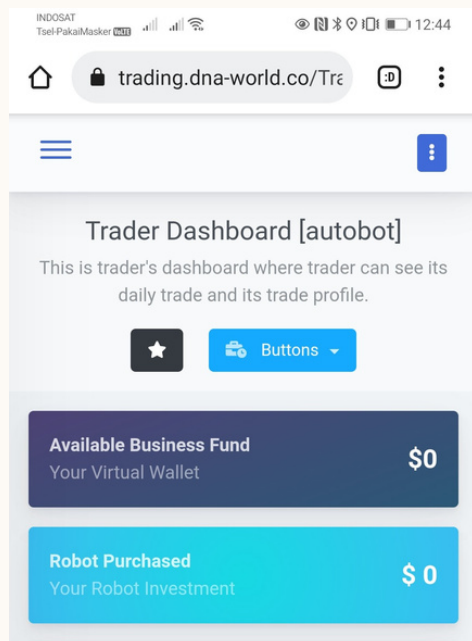 INDOSAT
Tsel-PakaiMasker VoLTE
12:44
trading.dna-world.co/Tra
:D
Trader Dashboard [autobot]
This is trader's dashboard where trader can see its
daily trade and its trade profile.
Buttons
Available Business Fund
Your Virtual Wallet
$0
Robot Purchased
Your Robot Investment
$ 0